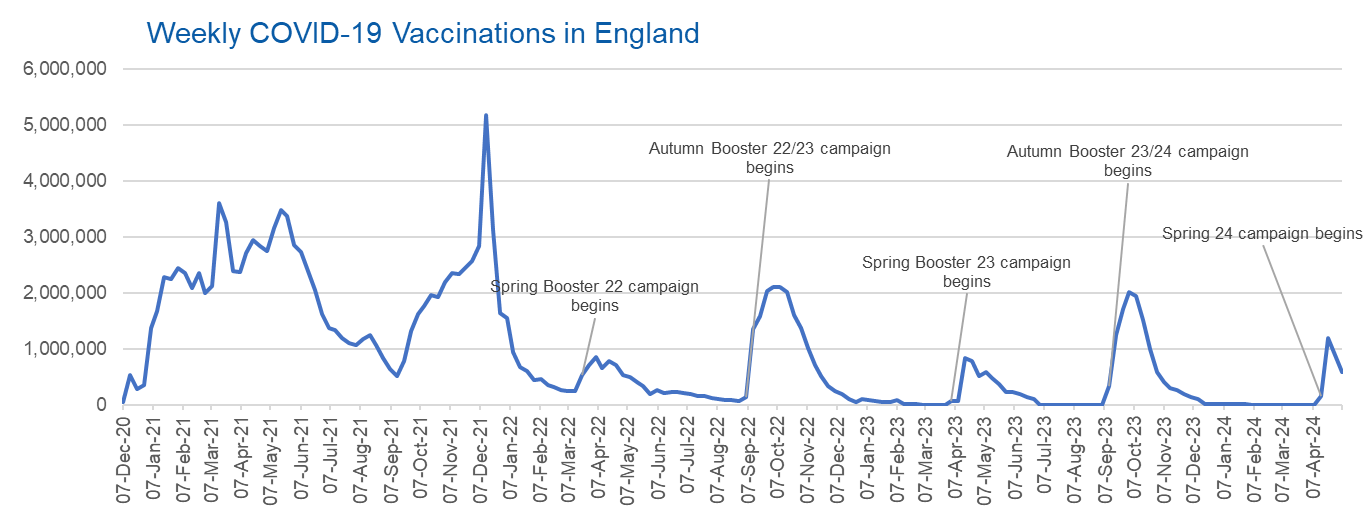 Weekly COVID-19 Vaccinations in England
6,000,000
5,000,000
4,000,000
3,000,000
2,000,000
1,000,000
0
Autumn Booster 22/23 campaign
begins
Autumn Booster 23/24 campaign
begins
Spring 24 campaign begins
Spring Booster 23 campaign
begins
Spring Booster 22 campaign
begins
07-Dec-20
07-Jan-21
07-Feb-21
07-Mar-21
07-Apr-21
07-May-21
07-Jun-21
07-Jul-21
07-Aug-21
07-Sep-21
07-Oct-21
07-Nov-21
07-Dec-21
07-Jan-22
07-Feb-22
07-Mar-22
07-Apr-22
07-May-22
07-Jun-22
07-Jul-22
07-Aug-22
07-Sep-22
07-Oct-22
07-Nov-22
07-Dec-22
07-Jan-23
07-Feb-23
07-Mar-23
07-Apr-23
07-May-23
07-Jun-23
07-Jul-23
07-Aug-23
07-Sep-23
07-Oct-23
07-Nov-23
07-Dec-23
07-Jan-24
07-Feb-24
07-Mar-24
07-Apr-24